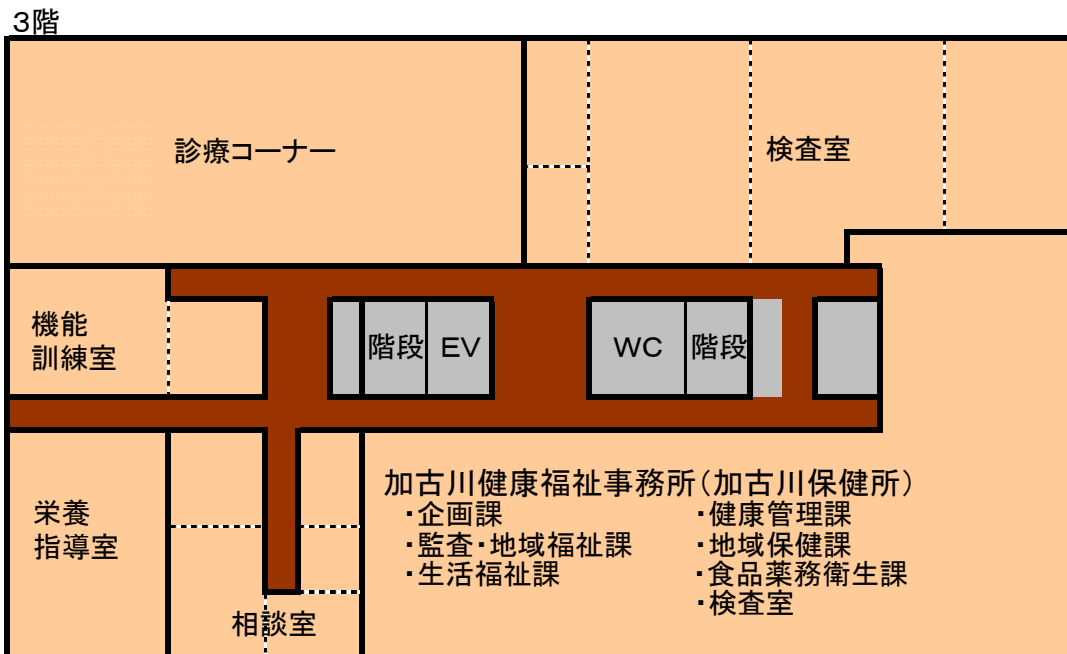 3階
診療コーナー
検査室
機能
訓練室
階段
EV
WC
階段
栄養
指導室
相談室
加古川健康福祉事務所(加古川保健所)
・企画課
・監査・地域福祉課
・生活福祉課
・健康管理課
・地域保健課
・食品薬務衛生課
・検査室